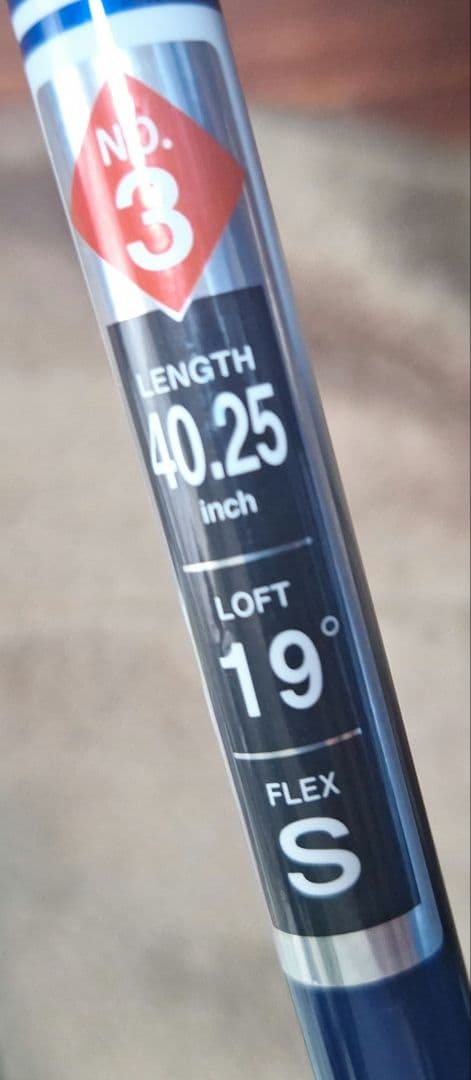 NO.
3
LENGTH
40.25
inch
LOFT
19°
FLEX
S